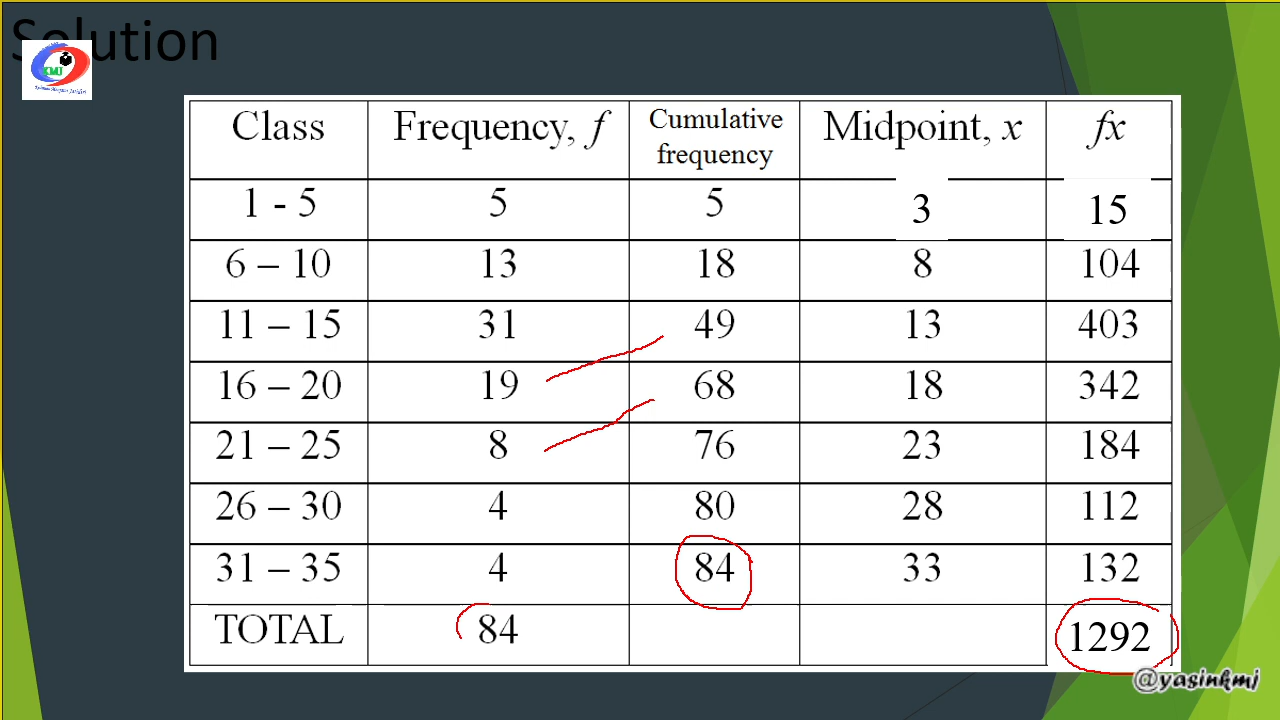 Solution
KMJ
Class Frequency, f Cumulative frequency Midpoint, x fx
1 - 5 5 5 3 15
6 – 10 13 18 8 104
11 – 15 31 49 13 403
16 – 20 19 68 18 342
21 – 25 8 76 23 184
26 – 30 4 80 28 112
31 – 35 4 84 33 132
TOTAL 84 1292
@yasinkmj